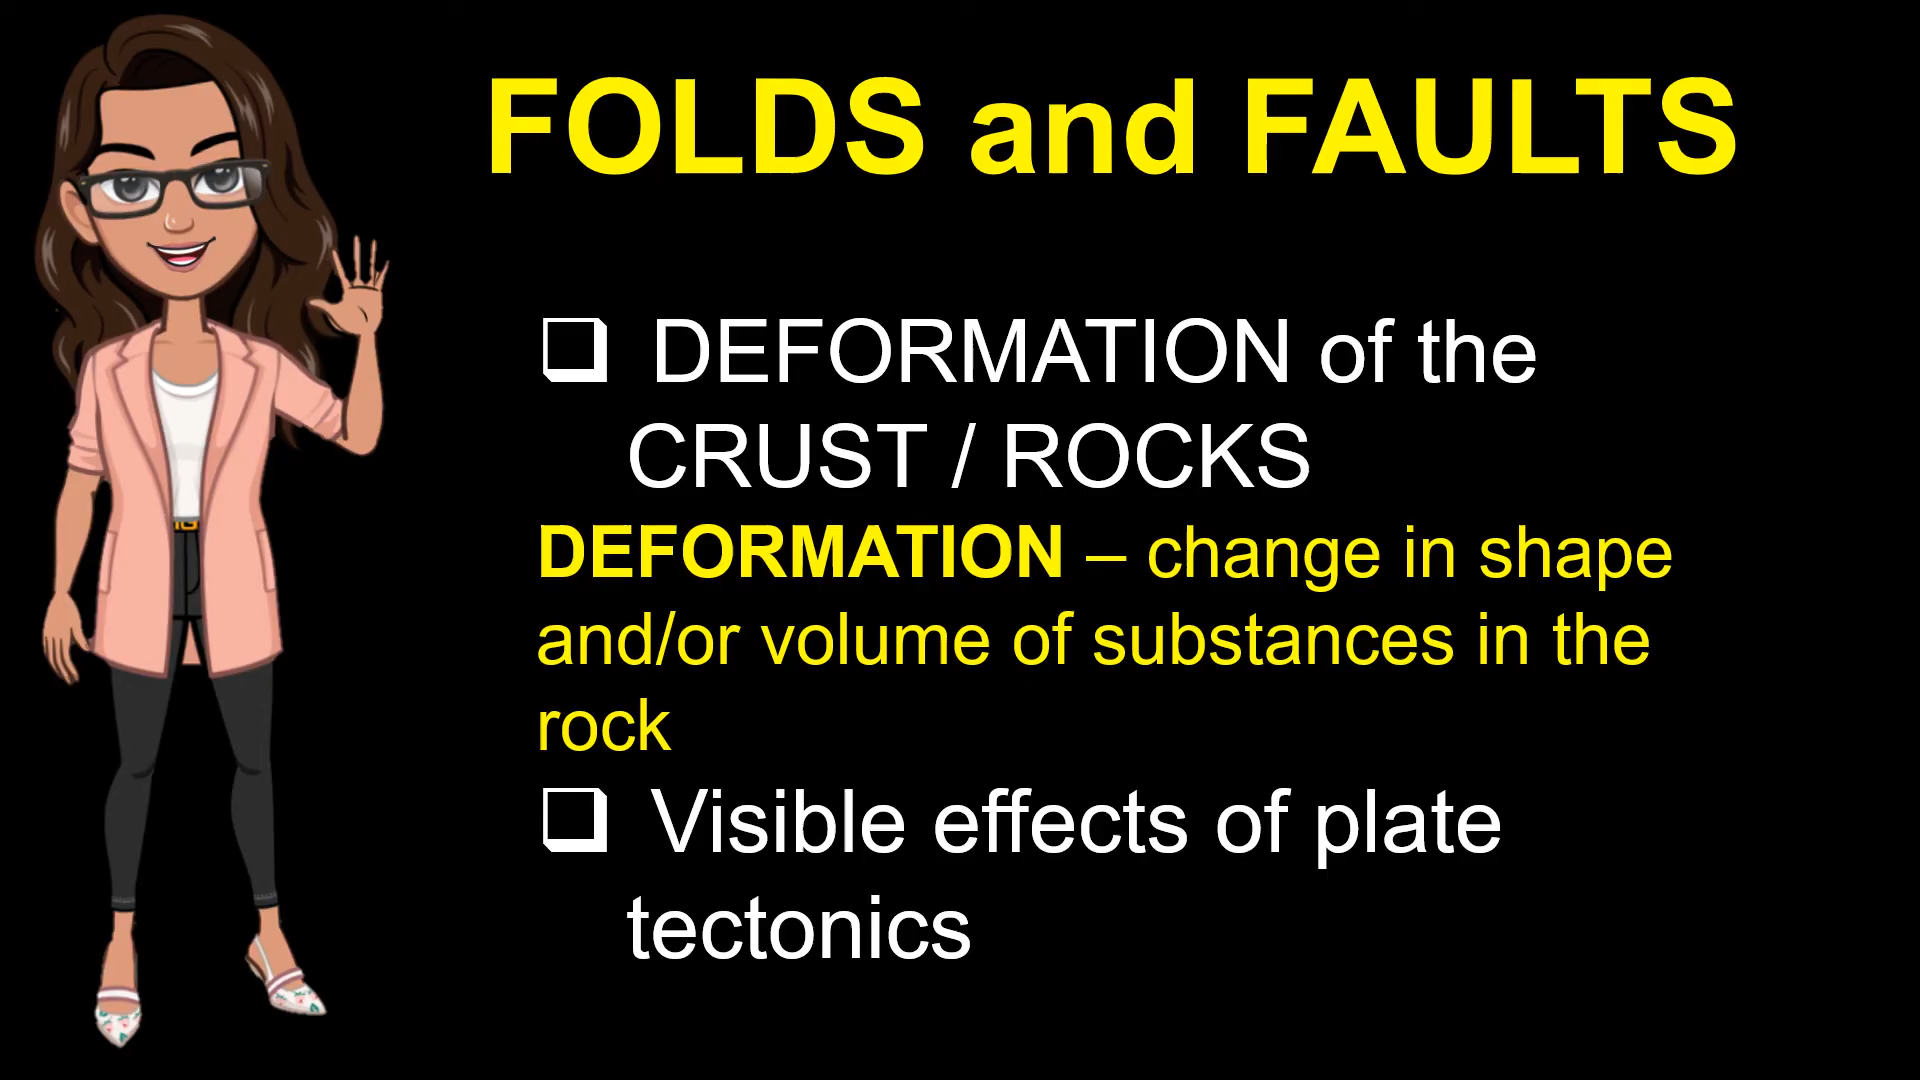 FOLDS and FAULTS
❑ DEFORMATION of the
CRUST / ROCKS
DEFORMATION – change in shape
and/or volume of substances in the
rock
❑ Visible effects of plate
tectonics